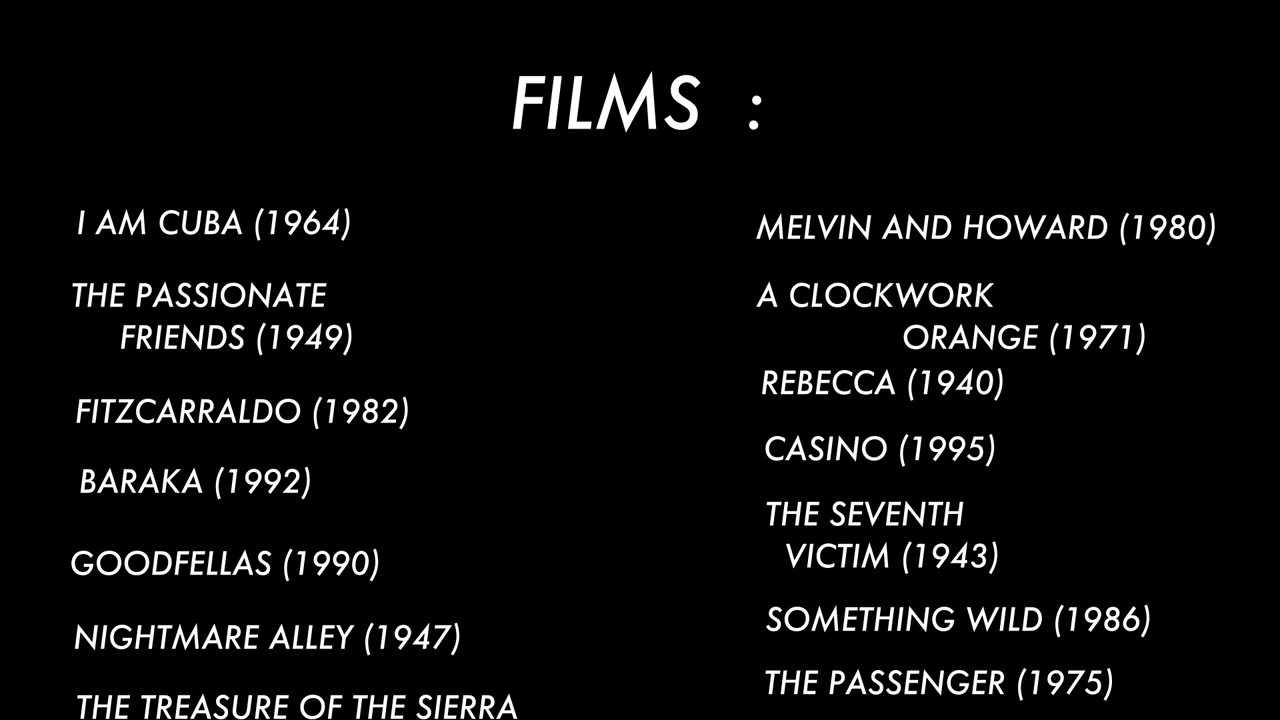 FILMS :
I AM CUBA (1964)
THE PASSIONATE
FRIENDS (1949)
FITZCARRALDO (1982)
BARAKA (1992)
GOODFELLAS (1990)
NIGHTMARE ALLEY (1947)
THE TREASURE OF THE SIERRA
MELVIN AND HOWARD (1980)
A CLOCKWORK
ORANGE (1971)
REBECCA (1940)
CASINO (1995)
THE SEVENTH
VICTIM (1943)
SOMETHING WILD (1986)
THE PASSENGER (1975)